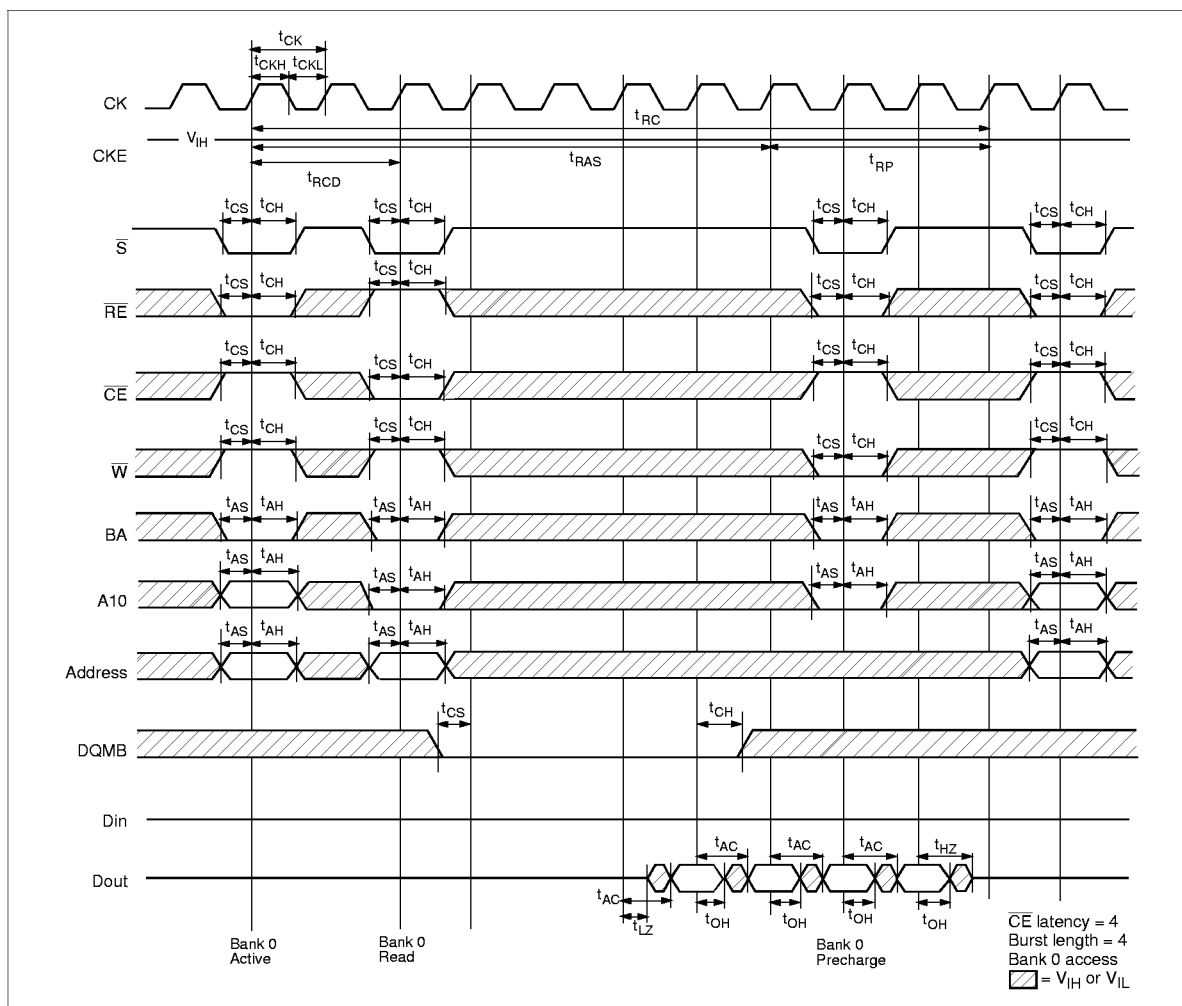 tCK
tCKH tCKL
CK
tRC
VIH
CKE
tRAS tRP
tRCD
tCS tCH tCS tCH tCS tCH tCS tCH
S
tCS tCH tCS tCH tCS tCH tCS tCH
RE
tCS tCH tCS tCH tCS tCH tCS tCH
CE
tCS tCH tCS tCH tCS tCH tCS tCH
W
tAS tAH tAS tAH tAS tAH tAS tAH
BA
tAS tAH tAS tAH tAS tAH tAS tAH
A10
tAS tAH tAS tAH tAS tAH
Address
tCS tCH
DQMB
Din
tAC tAC tAC tHZ
Dout
tAC
tLZ
tOH tOH tOH tOH
Bank 0
Active
Bank 0
Read
Bank 0
Precharge
CE latency = 4
Burst length = 4
Bank 0 access
= VIH or VIL